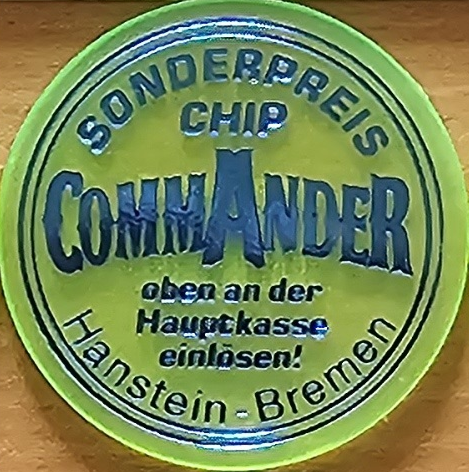 SONDERPREIS
CHIP
COMMANDER
oben an der
Hauptkasse
einlösen!
Hanstein-Bremen